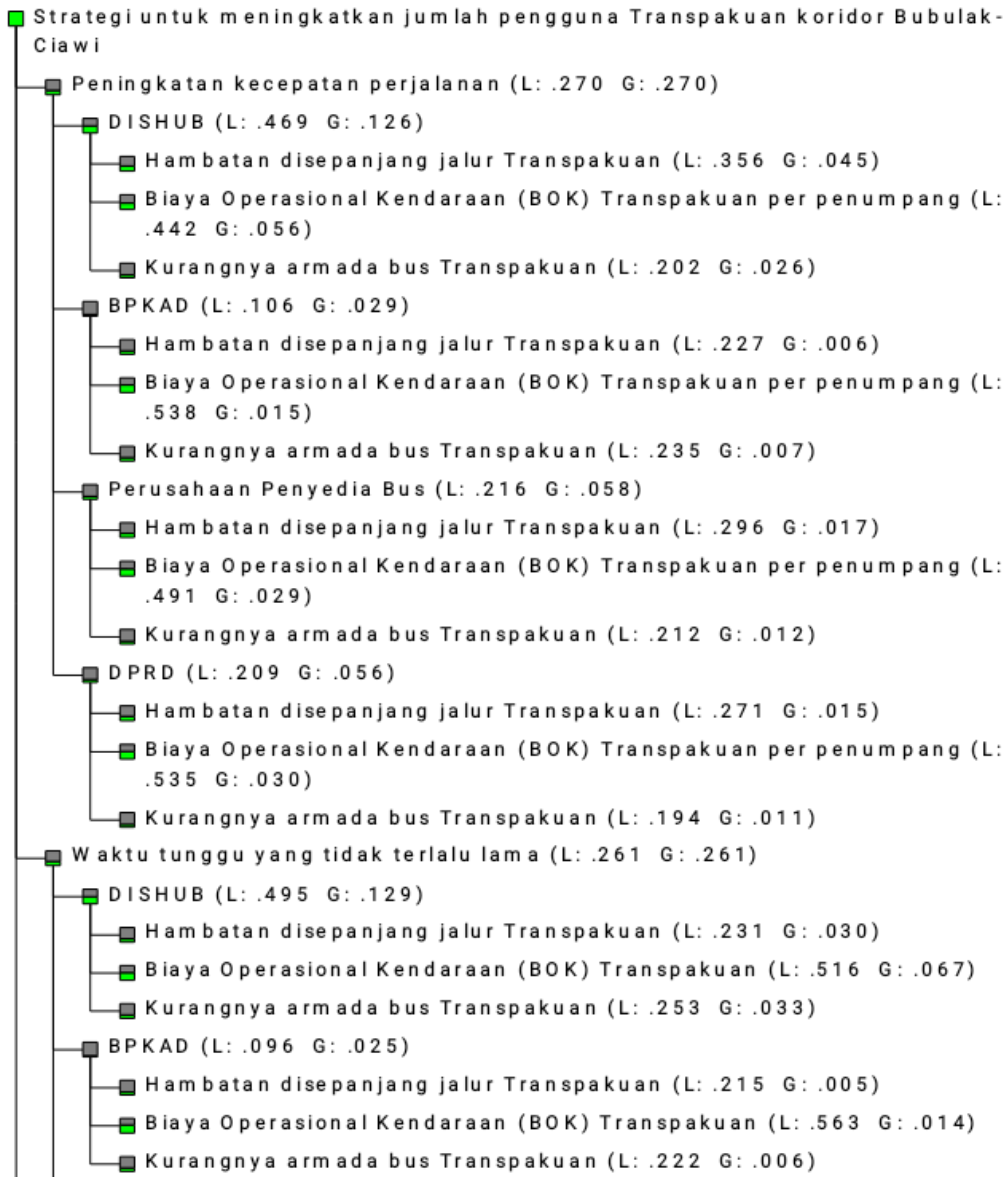 Strategi untuk meningkatkan jumlah pengguna Transpakuan koridor Bubulak-
Ciawi
Peningkatan kecepatan perjalanan (L: .270 G: .270)
DISHUB (L: .469 G: .126)
Hambatan disepanjang jalur Transpakuan (L: .356 G: .045)
Biaya Operasional Kendaraan (BOK) Transpakuan per penumpang (L:
.442 G: .056)
Kurangnya armada bus Transpakuan (L: .202 G: .026)
BPKAD (L: .106 G: .029)
Hambatan disepanjang jalur Transpakuan (L: .227 G: .006)
Biaya Operasional Kendaraan (BOK) Transpakuan per penumpang (L:
.538 G: .015)
Kurangnya armada bus Transpakuan (L: .235 G: .007)
Perusahaan Penyedia Bus (L: .216 G: .058)
Hambatan disepanjang jalur Transpakuan (L: .296 G: .017)
Biaya Operasional Kendaraan (BOK) Transpakuan per penumpang (L:
.491 G: .029)
Kurangnya armada bus Transpakuan (L: .212 G: .012)
DPRD (L: .209 G: .056)
Hambatan disepanjang jalur Transpakuan (L: .271 G: .015)
Biaya Operasional Kendaraan (BOK) Transpakuan per penumpang (L:
.535 G: .030)
Kurangnya armada bus Transpakuan (L: .194 G: .011)
Waktu tunggu yang tidak terlalu lama (L: .261 G: .261)
DISHUB (L: .495 G: .129)
Hambatan disepanjang jalur Transpakuan (L: .231 G: .030)
Biaya Operasional Kendaraan (BOK) Transpakuan (L: .516 G: .067)
Kurangnya armada bus Transpakuan (L: .253 G: .033)
BPKAD (L: .096 G: .025)
Hambatan disepanjang jalur Transpakuan (L: .215 G: .005)
Biaya Operasional Kendaraan (BOK) Transpakuan (L: .563 G: .014)
Kurangnya armada bus Transpakuan (L: .222 G: .006)